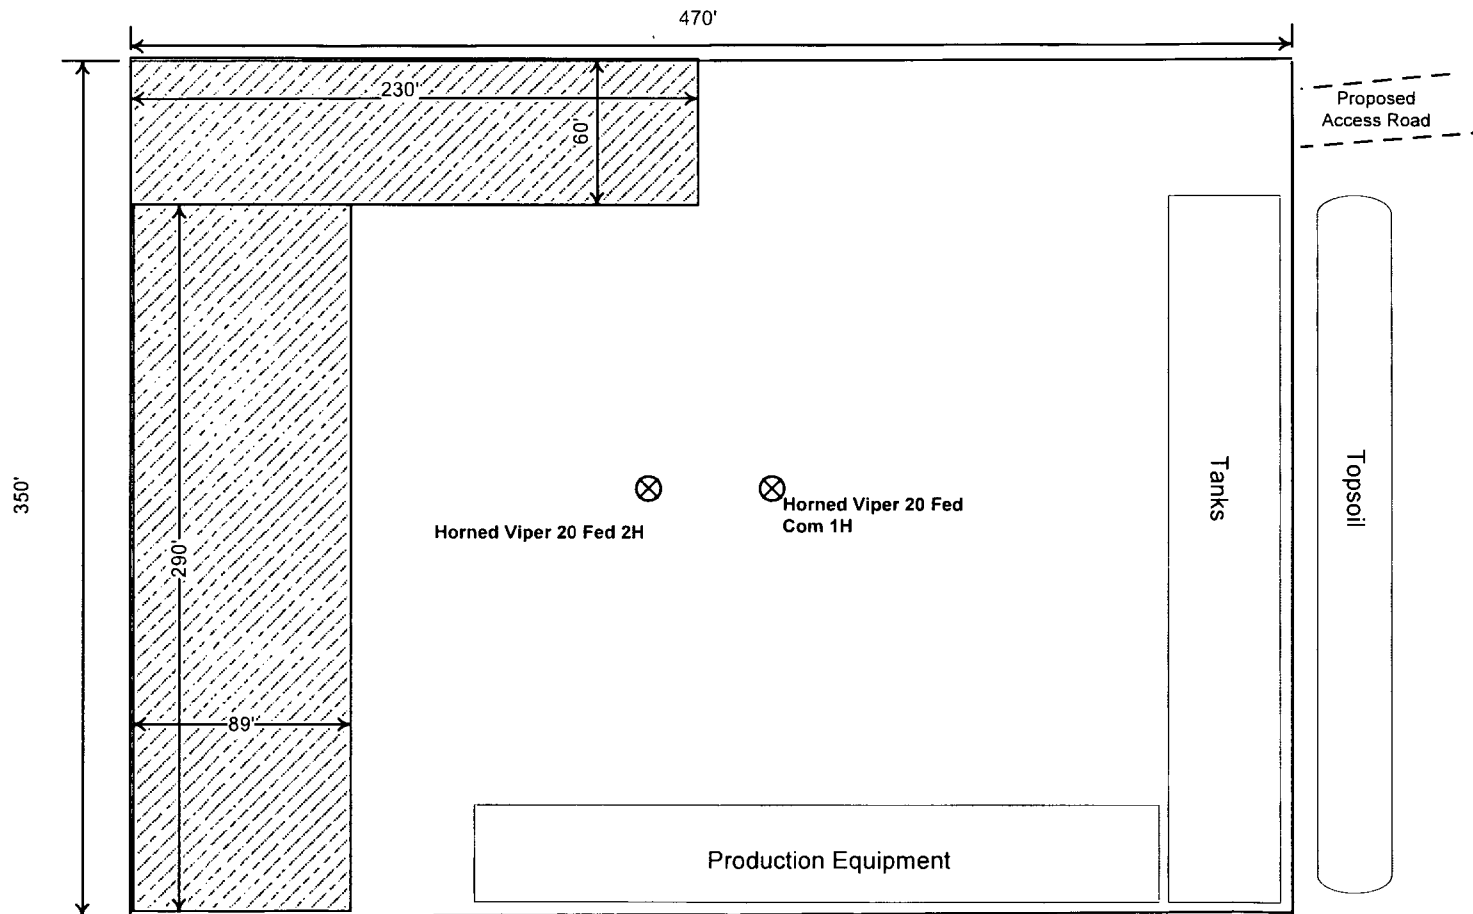 470'
230'
Proposed
Access Road
60'
350'
290'
Horned Viper 20 Fed 2H
Horned Viper 20 Fed
Com 1H
Tanks
Topsoil
89'
Production Equipment